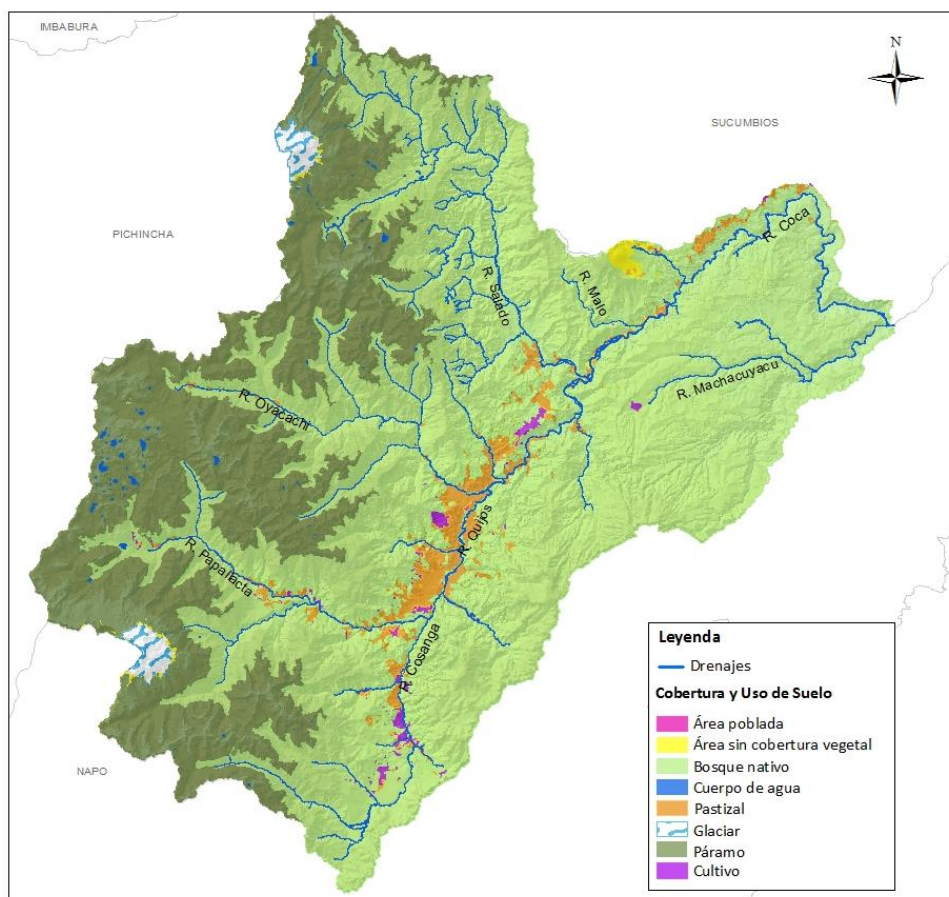 IMBABURA
N
SUCUMBIOS
PICHINCHA
R. Coca
R. Salado
R. Malo
R. Machacuyacu
R. Oyacachi
R. Quijos
R. Papallacta
R. Cosanga
NAPO
Leyenda
Drenajes
Cobertura y Uso de Suelo
Área poblada
Área sin cobertura vegetal
Bosque nativo
Cuerpo de agua
Pastizal
Glaciar
Páramo
Cultivo